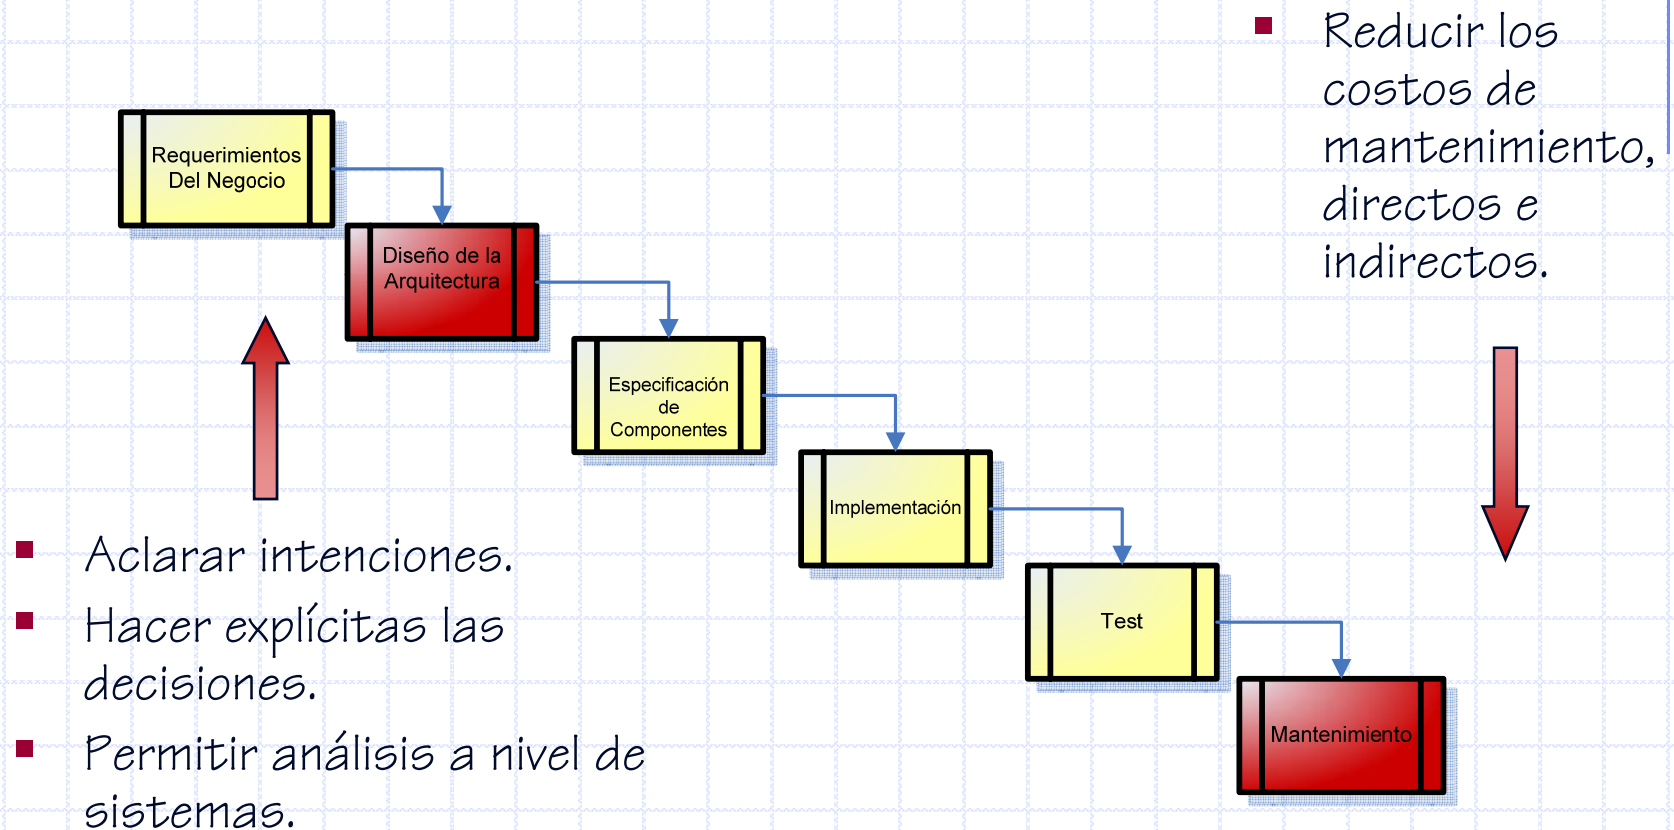 Reducir los
costos de
mantenimiento,
directos e
indirectos.
Requerimientos
Del Negocio
Diseño de la
Arquitectura
Especificación
de
Componentes
Implementación
Test
Mantenimiento
Aclarar intenciones.
Hacer explícitas las
decisiones.
Permitir análisis a nivel de
sistemas.